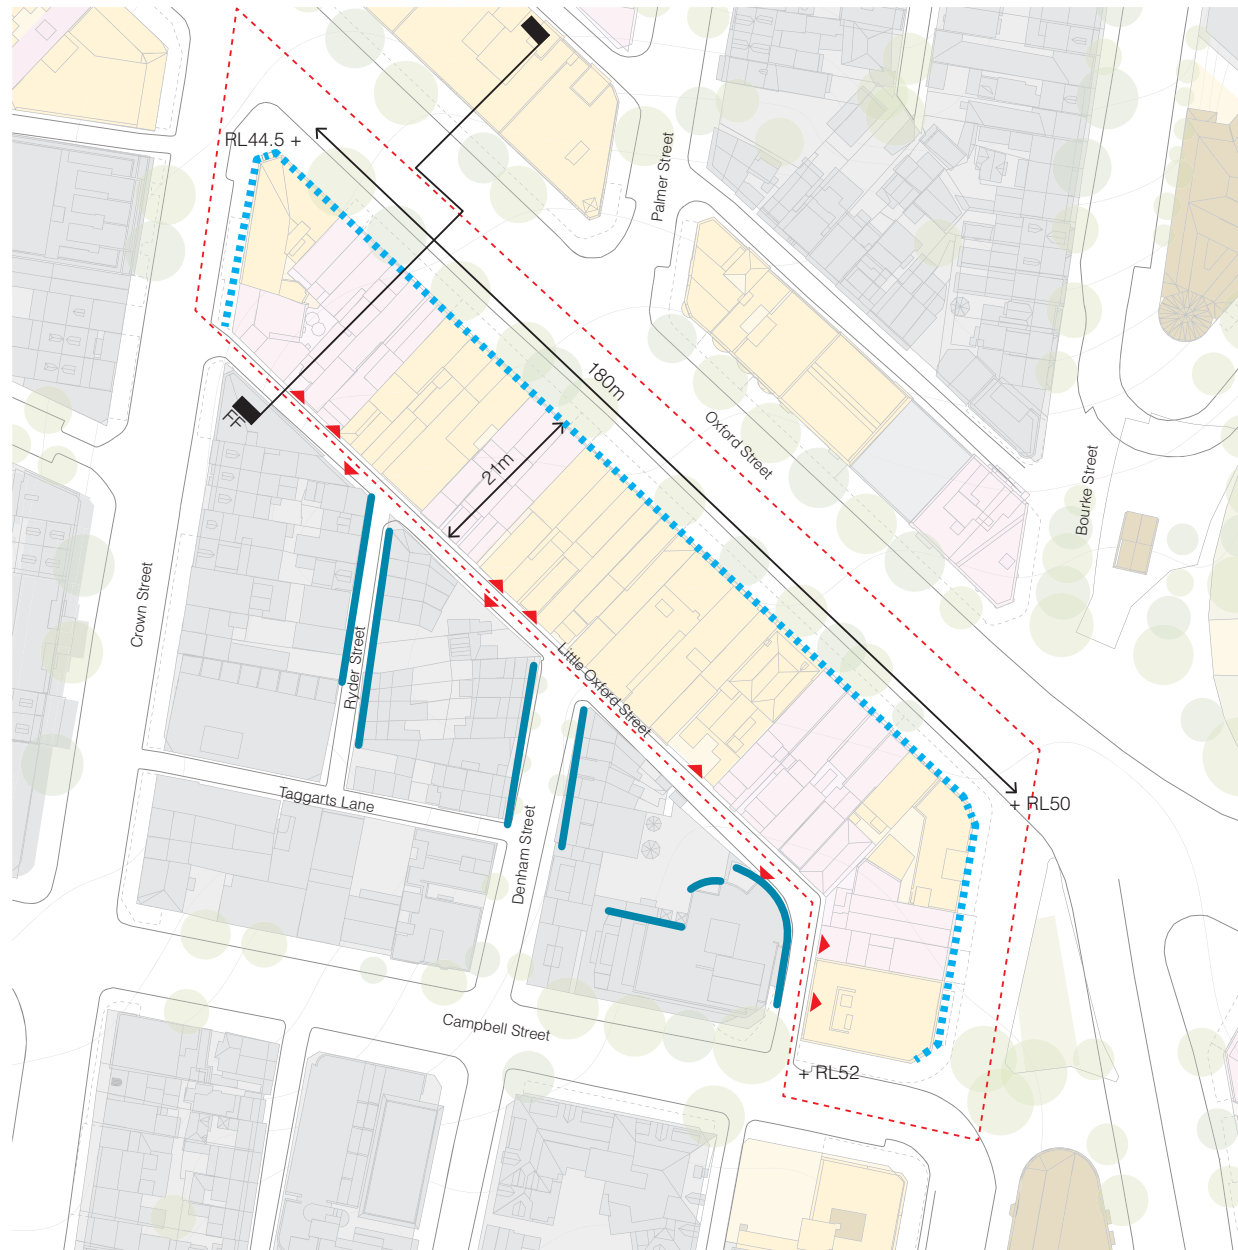 RL44.5 +
Palmer Street
180m
FF
Oxford Street
21m
Bourke Street
Crown Street
Ryder Street
Little Oxford Street
Taggarts Lane
+ RL50
Denham Street
Campbell Street
+ RL52